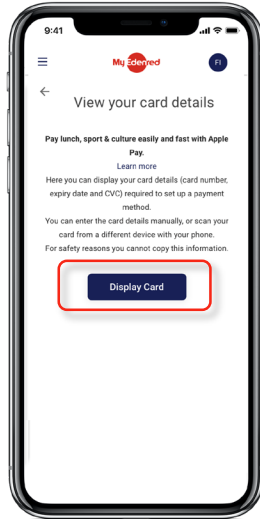 9:41
My Edenred
FI
View your card details
Pay lunch, sport & culture easily and fast with Apple
Pay.
Learn more
Here you can display your card details (card number,
expiry date and CVC) required to set up a payment
method.
You can enter the card details manually, or scan your
card from a different device with your phone.
For safety reasons you cannot copy this information.
Display Card